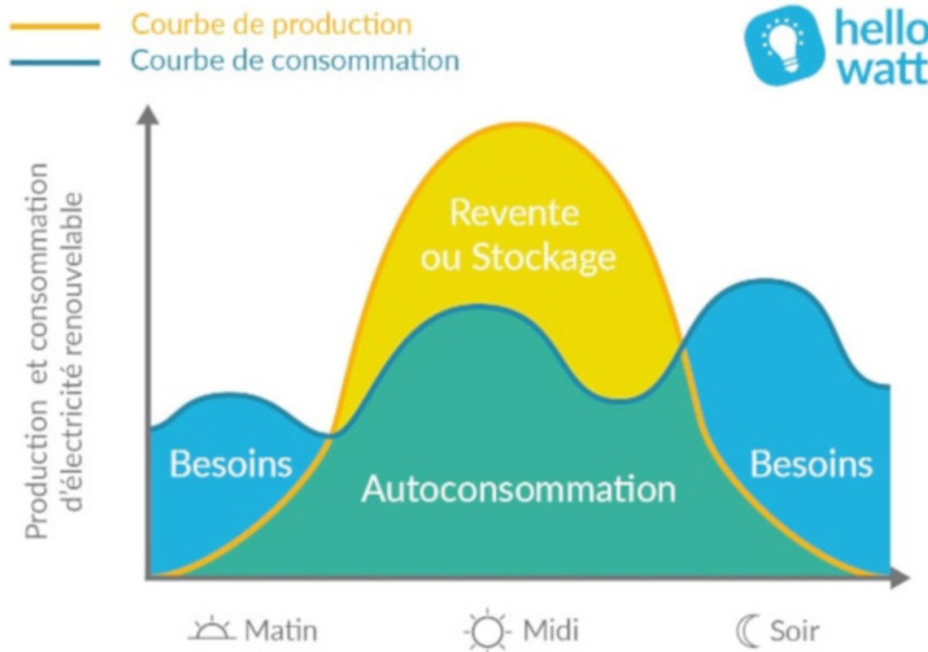 Courbe de production
Courbe de consommation
hello
watt
Production et consommation
d'électricité renouvelable
Revente
ou Stockage
Besoins
Autoconsommation
Besoins
Matin
Midi
Soir